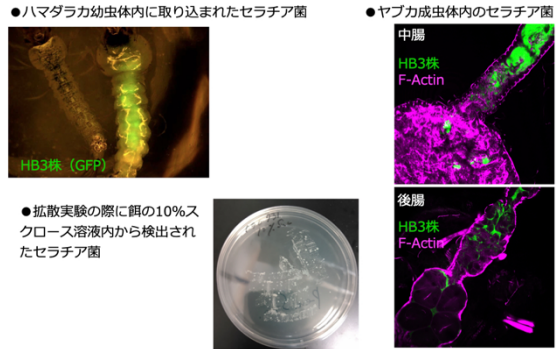 ●ハマダラカ幼虫体内に取り込まれたセラチア菌
HB3株（GFP）
●拡散実験の際に餌の10%ス
クロース溶液内から検出され
たセラチア菌
●ヤブカ成虫体内のセラチア菌
中腸
HB3株
F-Actin
後腸
HB3株
F-Actin